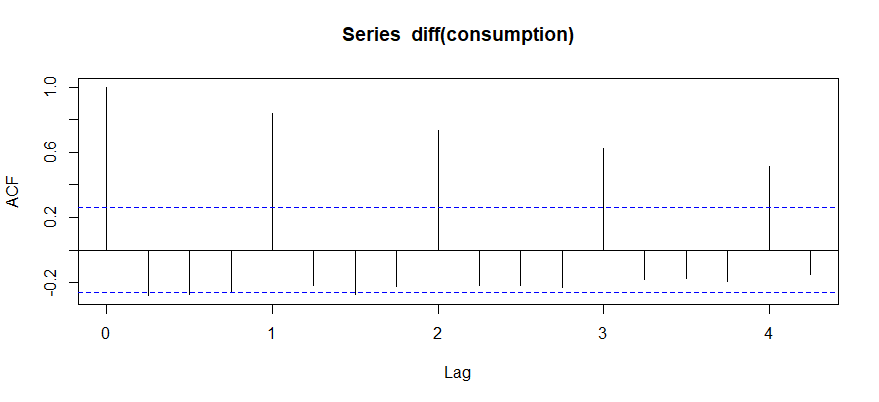 Series  diff(consumption)
ACF
1.0
0.6
0.2
-0.2
0 1 2 3 4
Lag